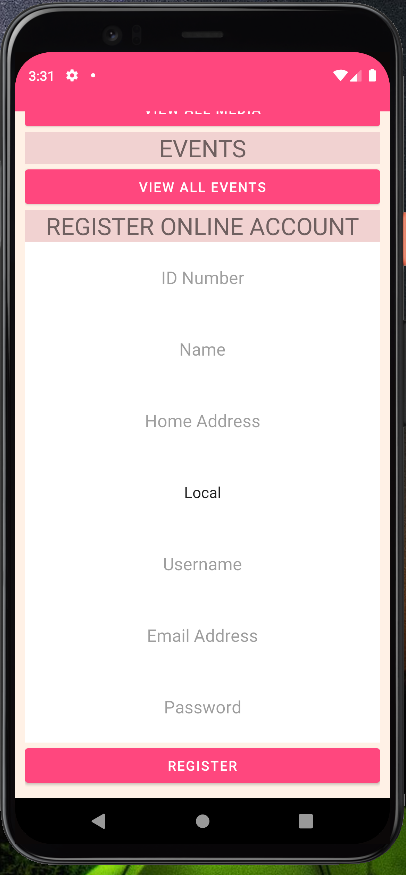 3:31
VIEW ALL MEDIA
EVENTS
VIEW ALL EVENTS
REGISTER ONLINE ACCOUNT
ID Number
Name
Home Address
Local
Username
Email Address
Password
REGISTER